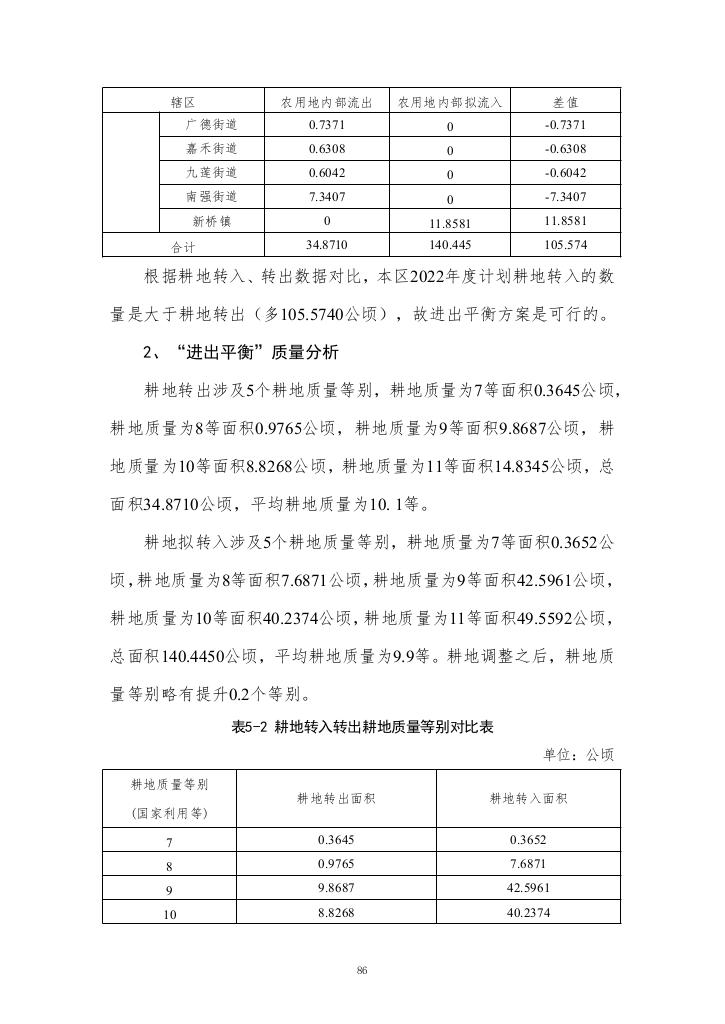 辖区 农用地内部流出 农用地内部拟流入 差值
广德街道 0.7371 0 -0.7371
嘉禾街道 0.6308 0 -0.6308
九莲街道 0.6042 0 -0.6042
南强街道 7.3407 0 -7.3407
新桥镇 0 11.8581 11.8581
合计 34.8710 140.445 105.574
根据耕地转入、转出数据对比，本区2022年度计划耕地转入的数
量是大于耕地转出（多105.5740公顷），故进出平衡方案是可行的。
2、“进出平衡”质量分析
耕地转出涉及5个耕地质量等别，耕地质量为7等面积0.3645公顷，
耕地质量为8等面积0.9765公顷，耕地质量为9等面积9.8687公顷，耕
地质量为10等面积8.8268公顷，耕地质量为11等面积14.8345公顷，总
面积34.8710公顷，平均耕地质量为10. 1等。
耕地拟转入涉及5个耕地质量等别，耕地质量为7等面积0.3652公
顷，耕地质量为8等面积7.6871公顷，耕地质量为9等面积42.5961公顷，
耕地质量为10等面积40.2374公顷，耕地质量为11等面积49.5592公顷，
总面积140.4450公顷，平均耕地质量为9.9等。耕地调整之后，耕地质
量等别略有提升0.2个等别。
表5-2 耕地转入转出耕地质量等别对比表
单位：公顷
耕地质量等别
(国家利用等) 耕地转出面积 耕地转入面积
7 0.3645 0.3652
8 0.9765 7.6871
9 9.8687 42.5961
10 8.8268 40.2374
86